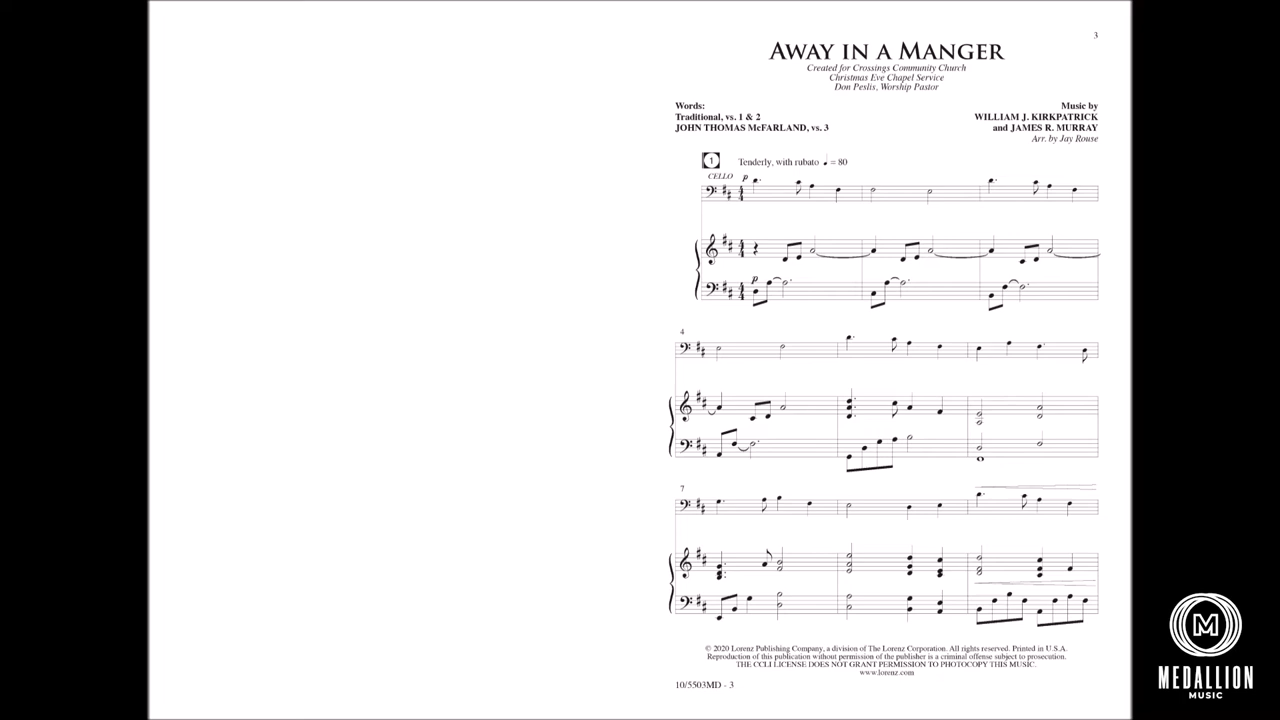 3
AWAY IN A MANGER
Created for Crossings Community Church
Christmas Eve Chapel Service
Don Peslis, Worship Pastor
Words:
Traditional, vs. 1 & 2
JOHN THOMAS McFARLAND, vs. 3
Music by
WILLIAM J. KIRKPATRICK
and JAMES R. MURRAY
Arr. by Jay Rouse
1
Tenderly, with rubato ♩ = 80
CELLO
p
p
4
7
© 2020 Lorenz Publishing Company, a division of The Lorenz Corporation. All rights reserved. Printed in U.S.A.
Reproduction of this publication without permission of the publisher is a criminal offense subject to prosecution.
THE CCLI LICENSE DOES NOT GRANT PERMISSION TO PHOTOCOPY THIS MUSIC.
www.lorenz.com
10/5503MD - 3
M
MEDALLION
MUSIC